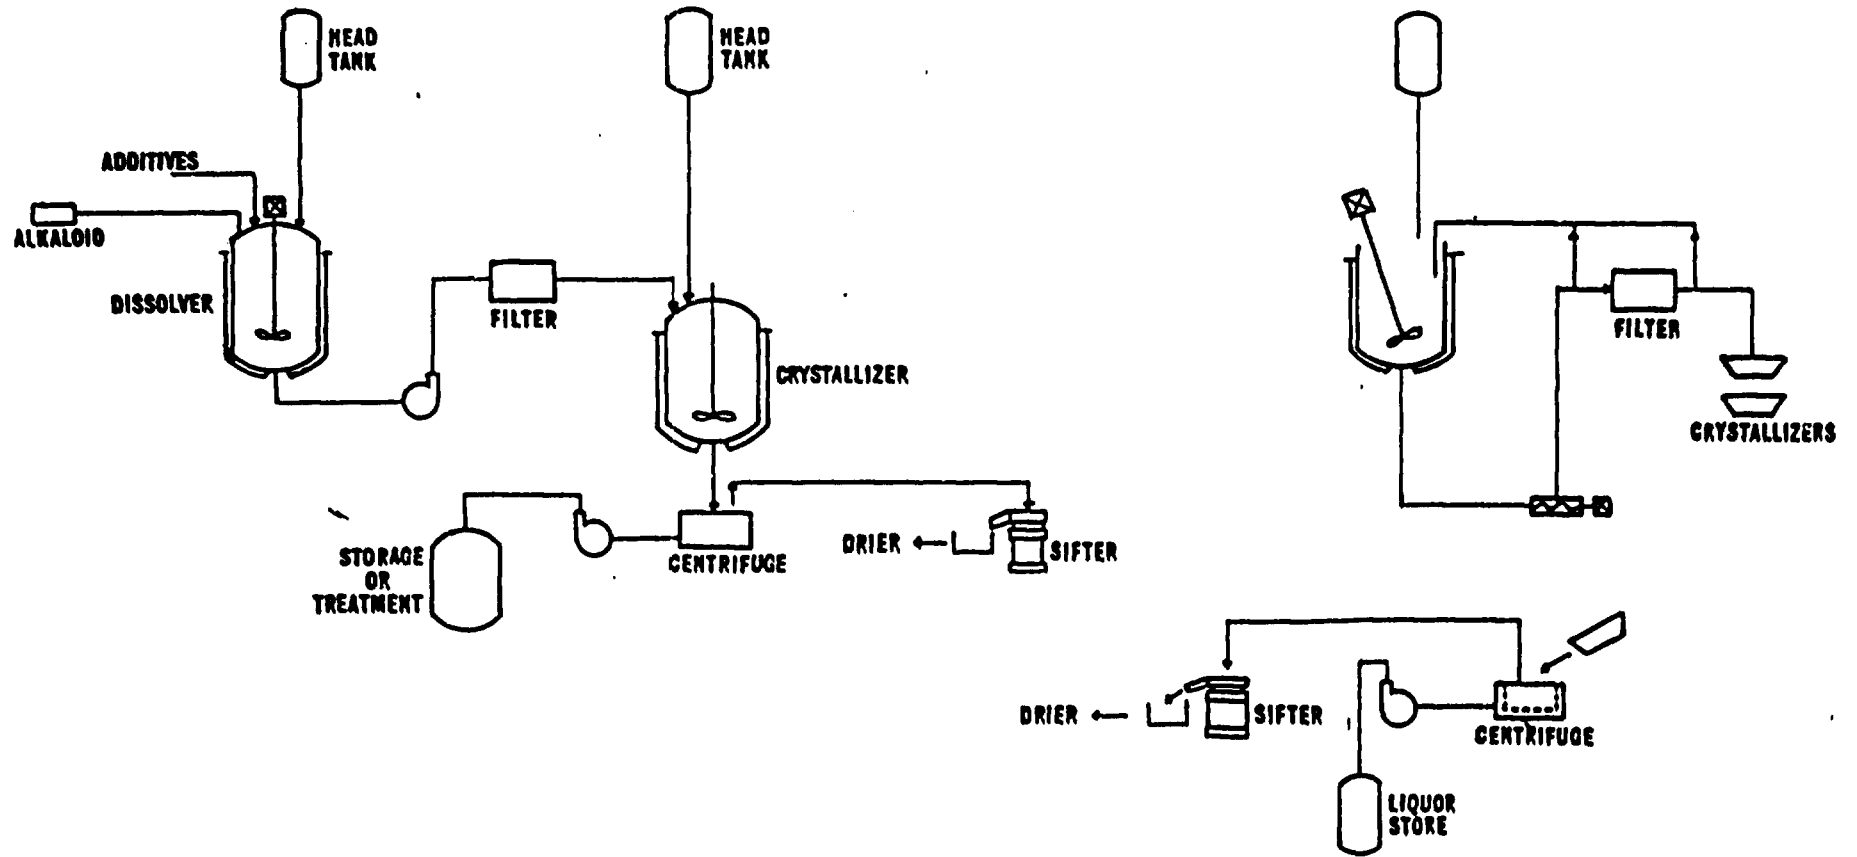 HEAD
TANK
HEAD
TANK
ADDITIVES
ALKALOID
DISSOLVER
FILTER
CRYSTALLIZER
STORAGE
OR
TREATMENT
CENTRIFUGE
DRIER
SIFTER
FILTER
CRYSTALLIZERS
DRIER
SIFTER
CENTRIFUGE
LIQUOR
STORE